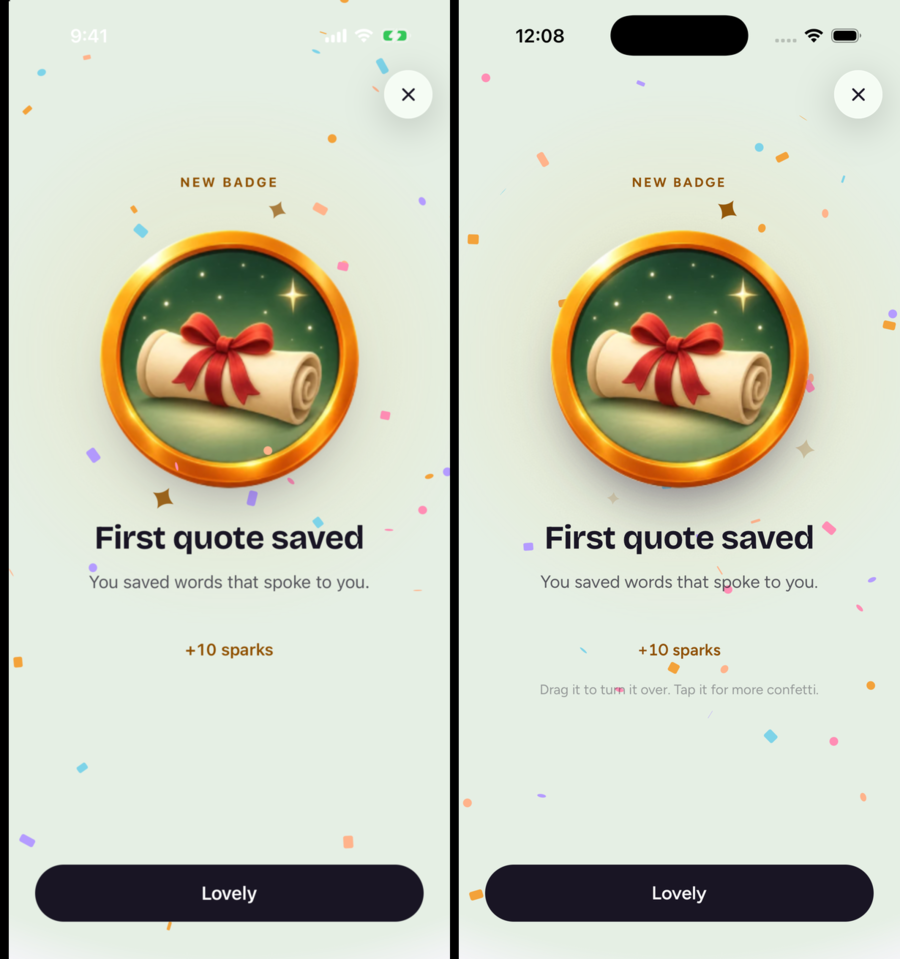 9:41
NEW BADGE
First quote saved
You saved words that spoke to you.
+10 sparks
Lovely
12:08
NEW BADGE
First quote saved
You saved words that spoke to you.
+10 sparks
Drag it to turn it over. Tap it for more confetti.
Lovely